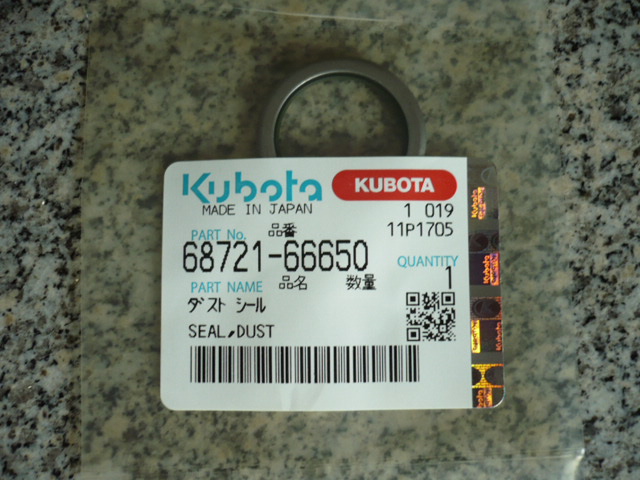 Kubota KUBOTA
MADE IN JAPAN 1 019
PART No. 品番 11P1705
68721-66650 QUANTITY
PART NAME 品名 数量 1
ダスト シール
SEAL,DUST